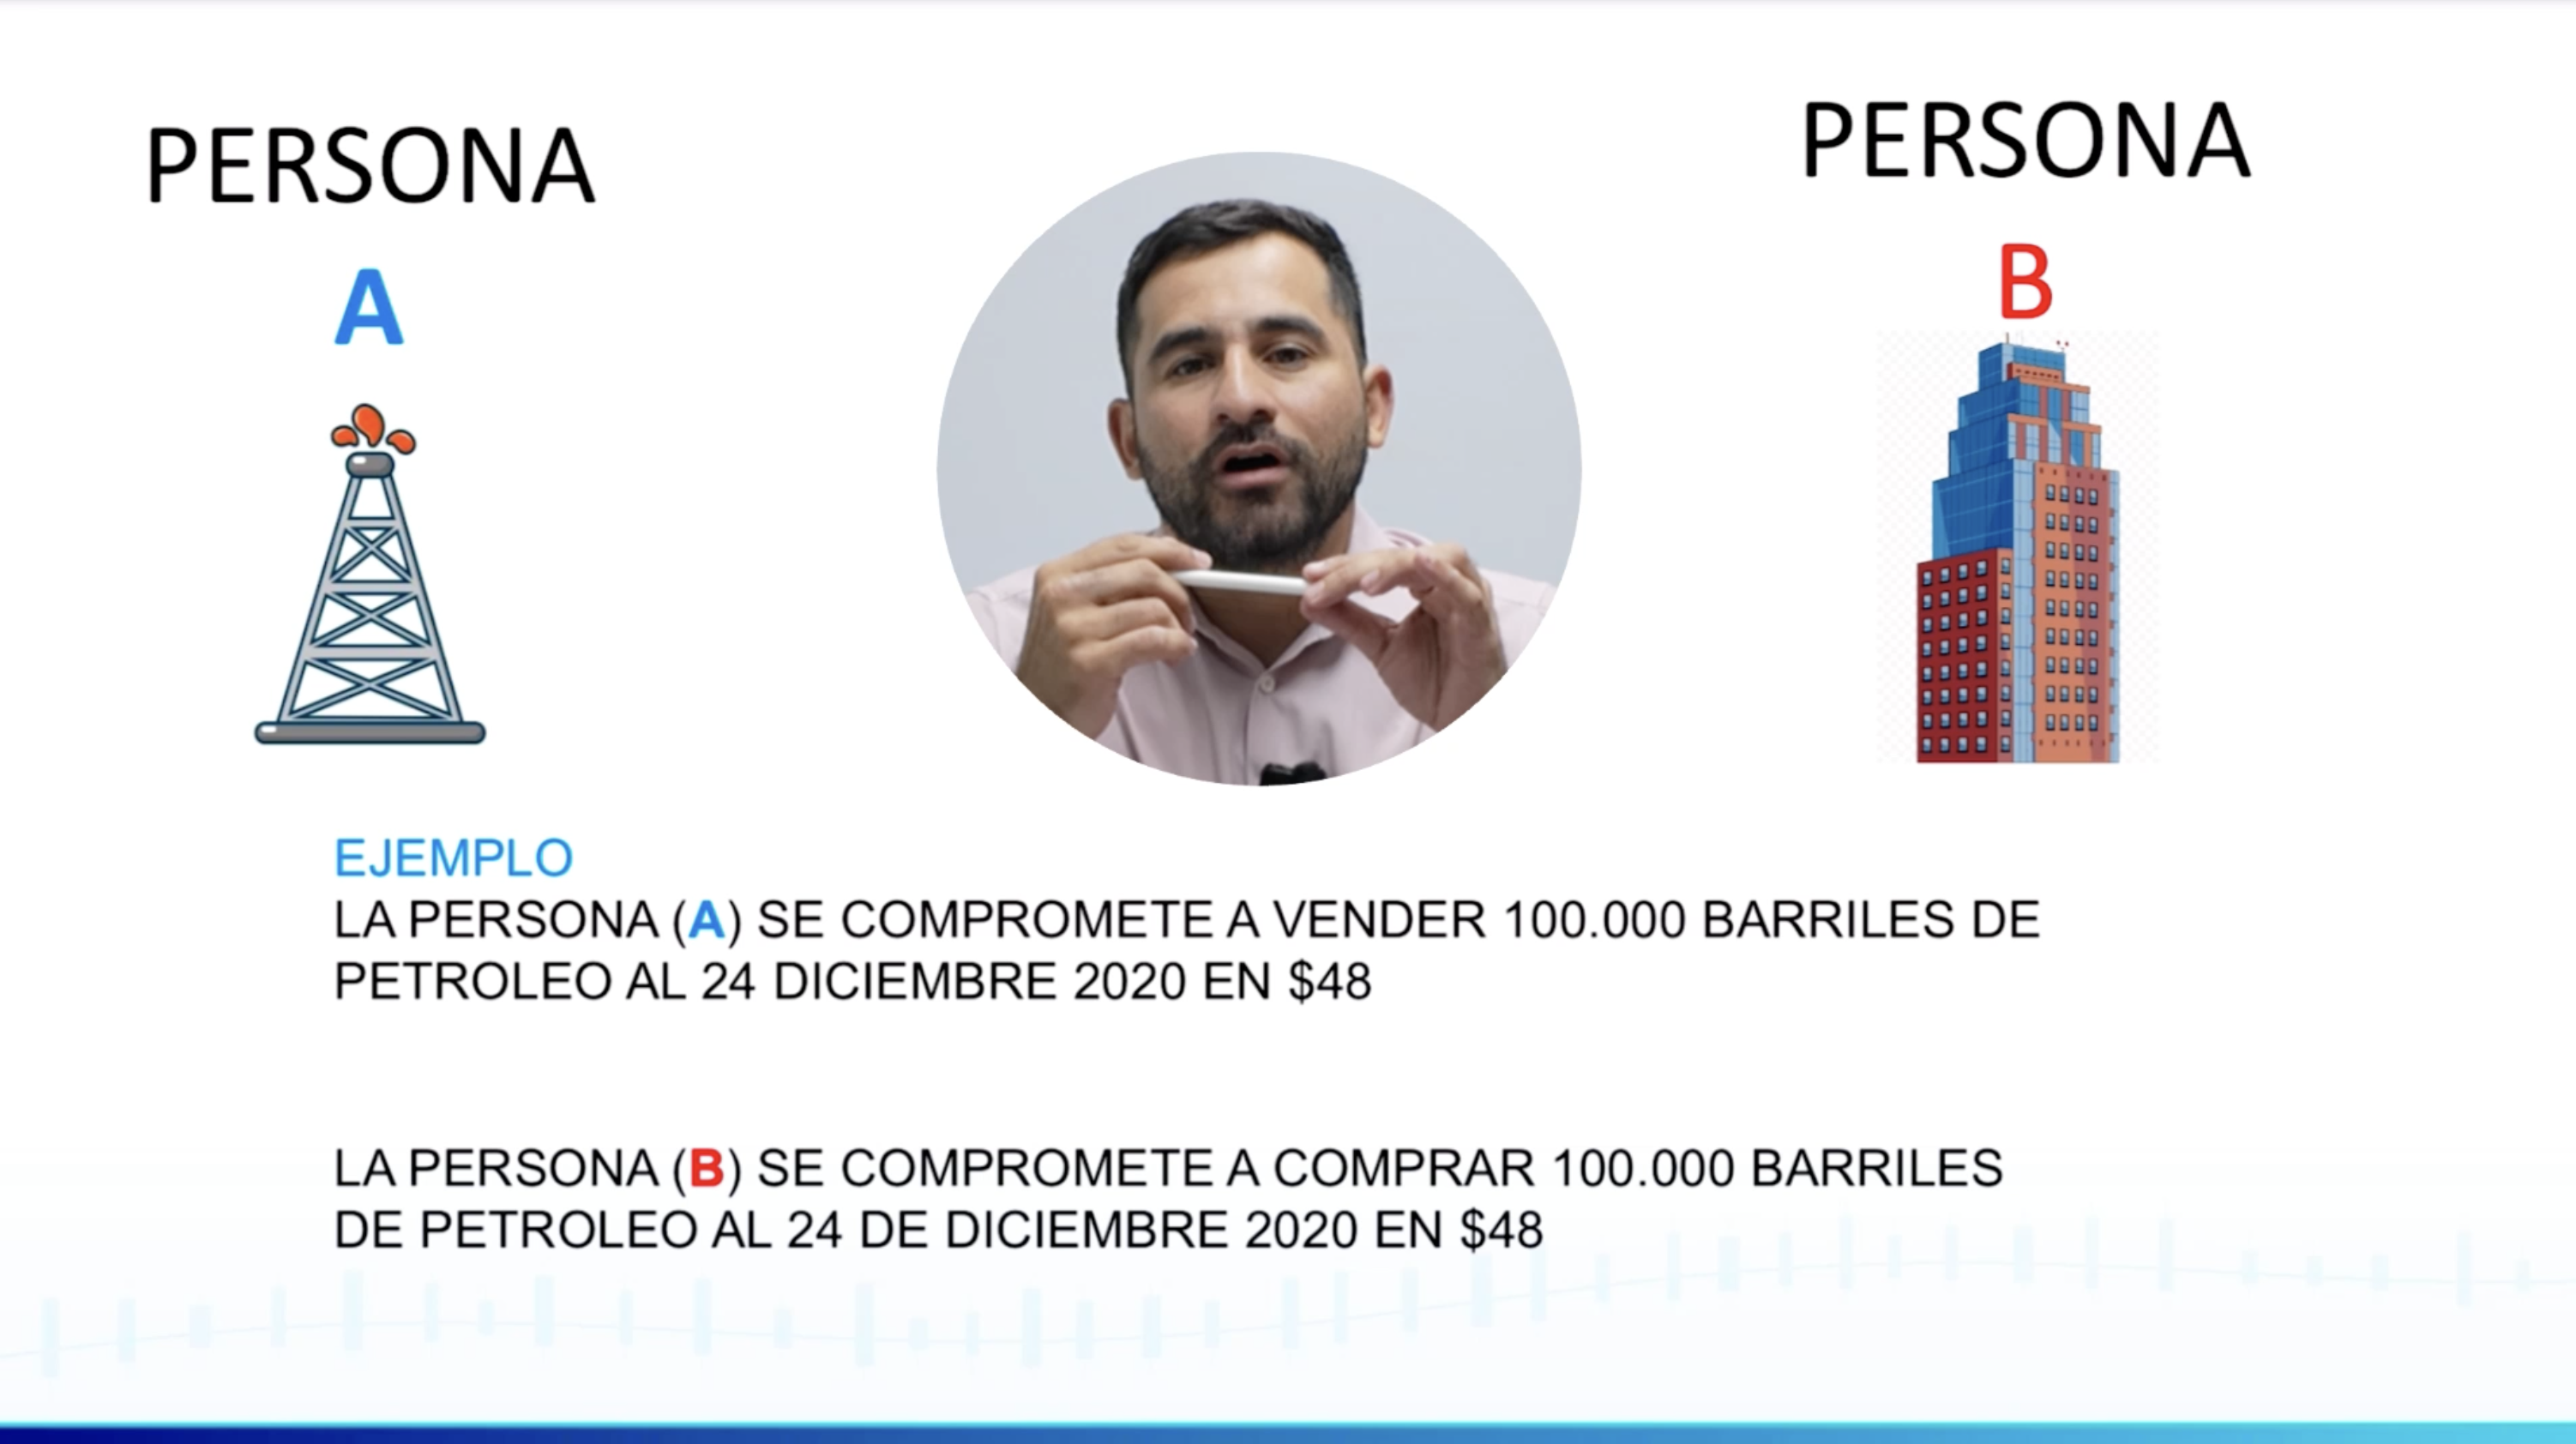 PERSONA
A
PERSONA
B
EJEMPLO
LA PERSONA (A) SE COMPROMETE A VENDER 100.000 BARRILES DE
PETROLEO AL 24 DICIEMBRE 2020 EN $48
LA PERSONA (B) SE COMPROMETE A COMPRAR 100.000 BARRILES
DE PETROLEO AL 24 DE DICIEMBRE 2020 EN $48